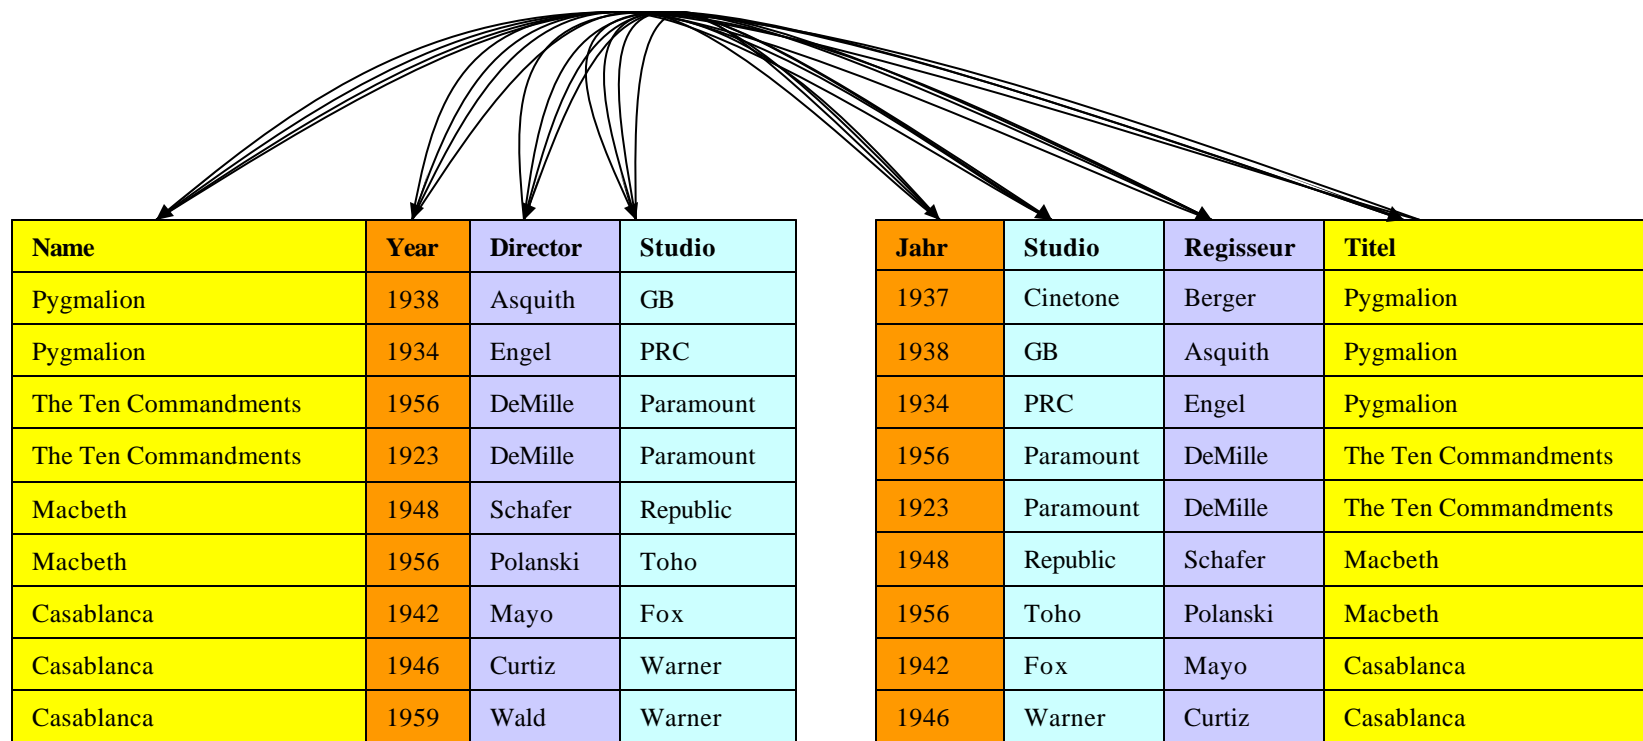 Name Year Director Studio
Pygmalion 1938 Asquith GB
Pygmalion 1934 Engel PRC
The Ten Commandments 1956 DeMille Paramount
The Ten Commandments 1923 DeMille Paramount
Macbeth 1948 Schafer Republic
Macbeth 1956 Polanski Toho
Casablanca 1942 Mayo Fox
Casablanca 1946 Curtiz Warner
Casablanca 1959 Wald Warner
Jahr Studio Regisseur Titel
1937 Cinetone Berger Pygmalion
1938 GB Asquith Pygmalion
1934 PRC Engel Pygmalion
1956 Paramount DeMille The Ten Commandments
1923 Paramount DeMille The Ten Commandments
1948 Republic Schafer Macbeth
1956 Toho Polanski Macbeth
1942 Fox Mayo Casablanca
1946 Warner Curtiz Casablanca